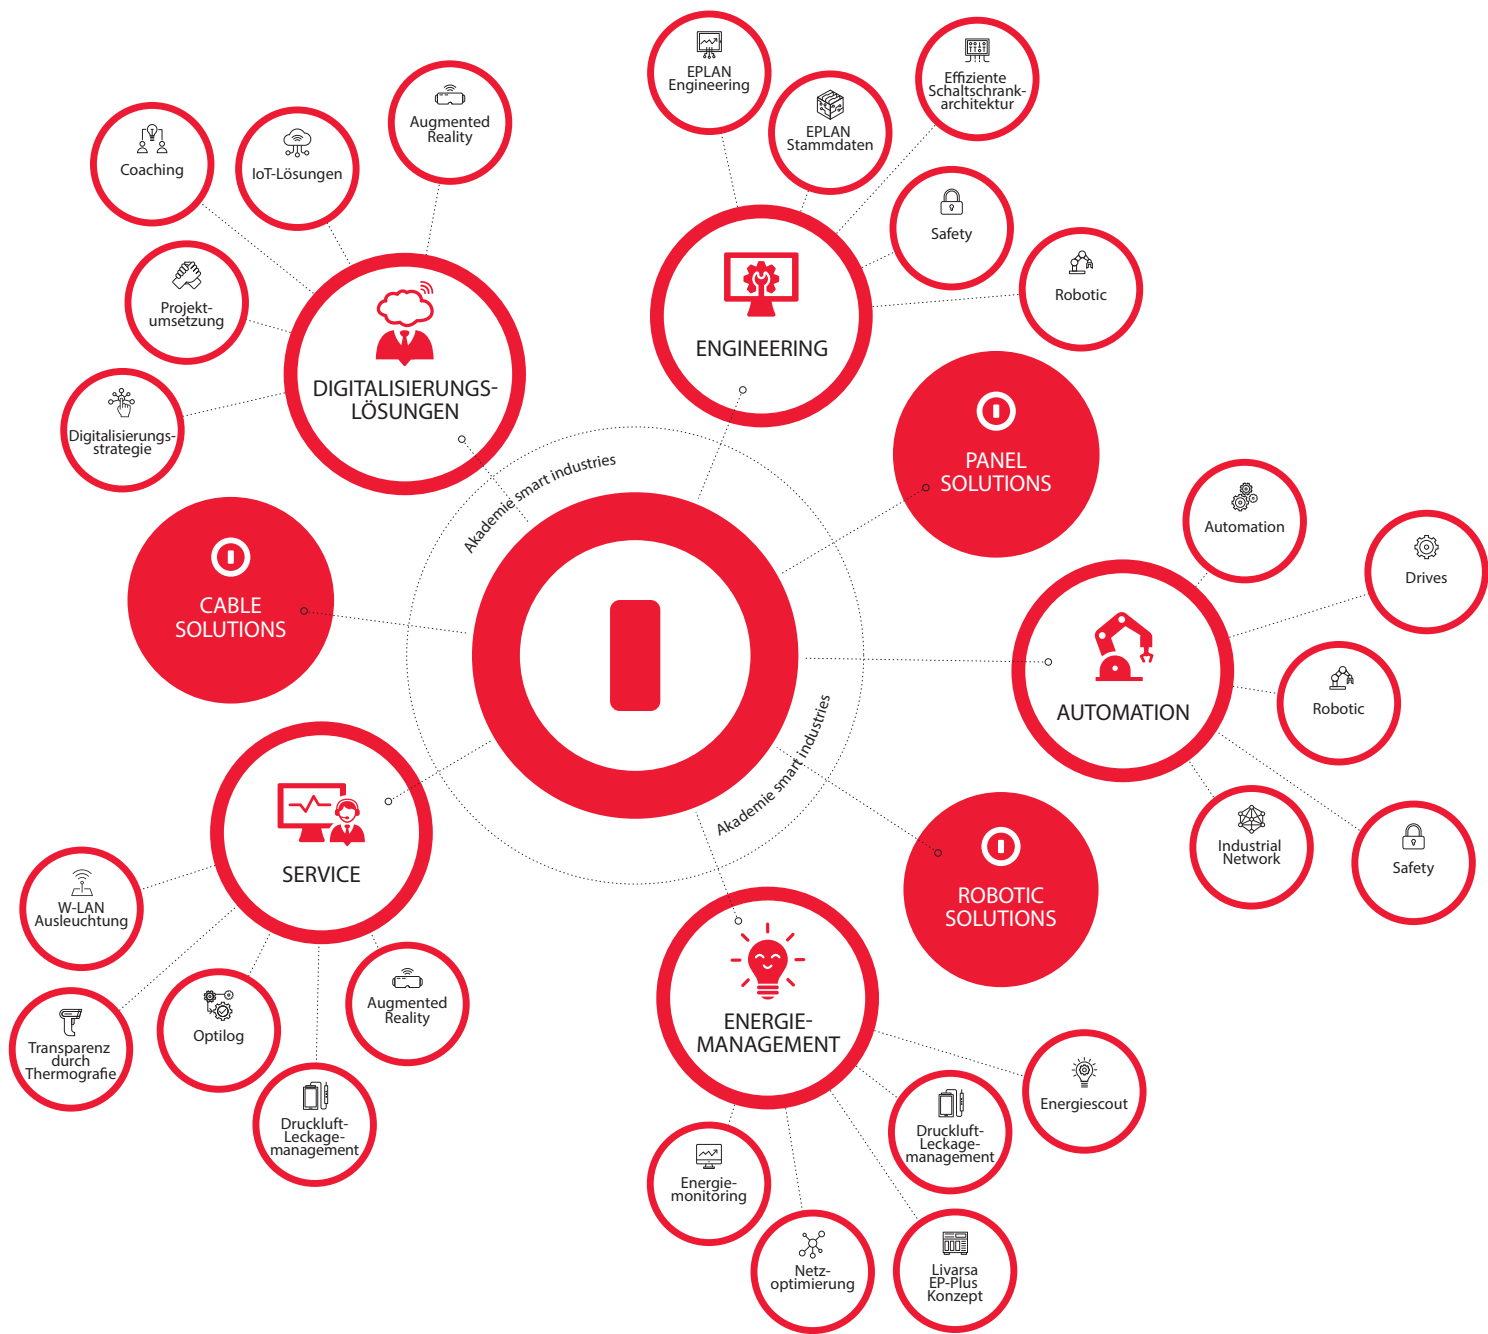 EPLAN
Engineering
EPLAN
Stammdaten
Effiziente
Schaltschrank-
architektur
Safety
Robotic
ENGINEERING
Augmented
Reality
IoT-Lösungen
Coaching
Projekt-
umsetzung
Digitalisierungs-
strategie
DIGITALISIERUNGS-
LÖSUNGEN
PANEL
SOLUTIONS
Akademie smart industries
CABLE
SOLUTIONS
Automation
Drives
Robotic
AUTOMATION
Industrial
Network
Safety
Akademie smart industries
ROBOTIC
SOLUTIONS
SERVICE
W-LAN
Ausleuchtung
Transparenz
durch
Thermografie
Optilog
Druckluft-
Leckage-
management
Augmented
Reality
ENERGIE-
MANAGEMENT
Energiescout
Druckluft-
Leckage-
management
Energie-
monitoring
Netz-
optimierung
Livarsa
EP-Plus
Konzept